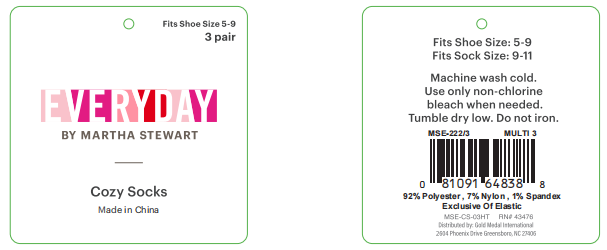 Fits Shoe Size 5-9
3 pair
EVERYDAY
BY MARTHA STEWART
Cozy Socks
Made in China
Fits Shoe Size: 5-9
Fits Sock Size: 9-11
Machine wash cold.
Use only non-chlorine
bleach when needed.
Tumble dry low. Do not iron.
MSE-222/3 MULTI 3
0 81091 64838 8
92% Polyester , 7% Nylon , 1% Spandex
Exclusive Of Elastic
MSE-CS-03HT RN# 43476
Distributed by: Gold Medal International
2604 Phoenix Drive Greensboro, NC 27406